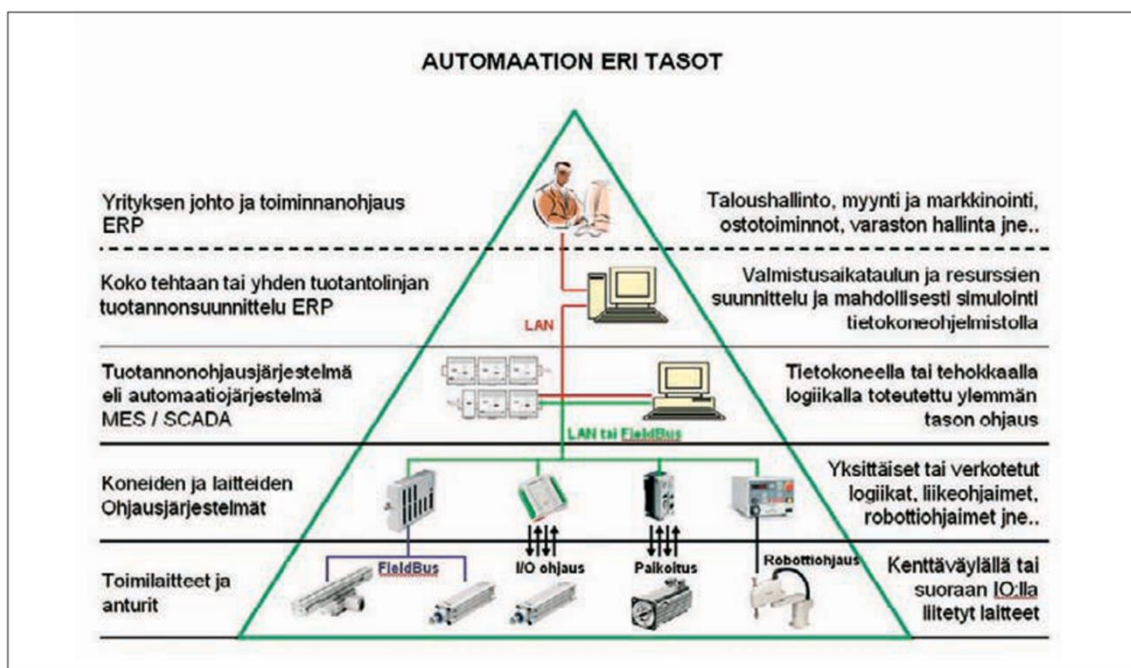 AUTOMAATION ERI TASOT
Yrityksen johto ja toiminnanohjaus
ERP
Taloushallinto, myynti ja markkinointi,
ostotoiminnot, varaston hallinta jne..
Koko tehtaan tai yhden tuotantolinjan
tuotannonsuunnittelu ERP
LAN
Valmistusaikataulun ja resurssien
suunnittelu ja mahdollisesti simulointi
tietokoneohjelmistolla
Tuotannonohjausjärjestelmä
eli automaatiojärjestelmä
MES / SCADA
Tietokoneella tai tehokkaalla
logiikalla toteutettu ylemmän
tason ohjaus
LAN tai FieldBus
Koneiden ja laitteiden
Ohjausjärjestelmät
Yksittäiset tai verkotetut
logiikat, liikeohjaimet,
robottiohjaimet jne..
Toimilaitteet ja
anturit
FieldBus
I/O ohjaus
Paikoitus
Robottiohjaus
Kenttäväylällä tai
suoraan IO:lla
liitetyt laitteet